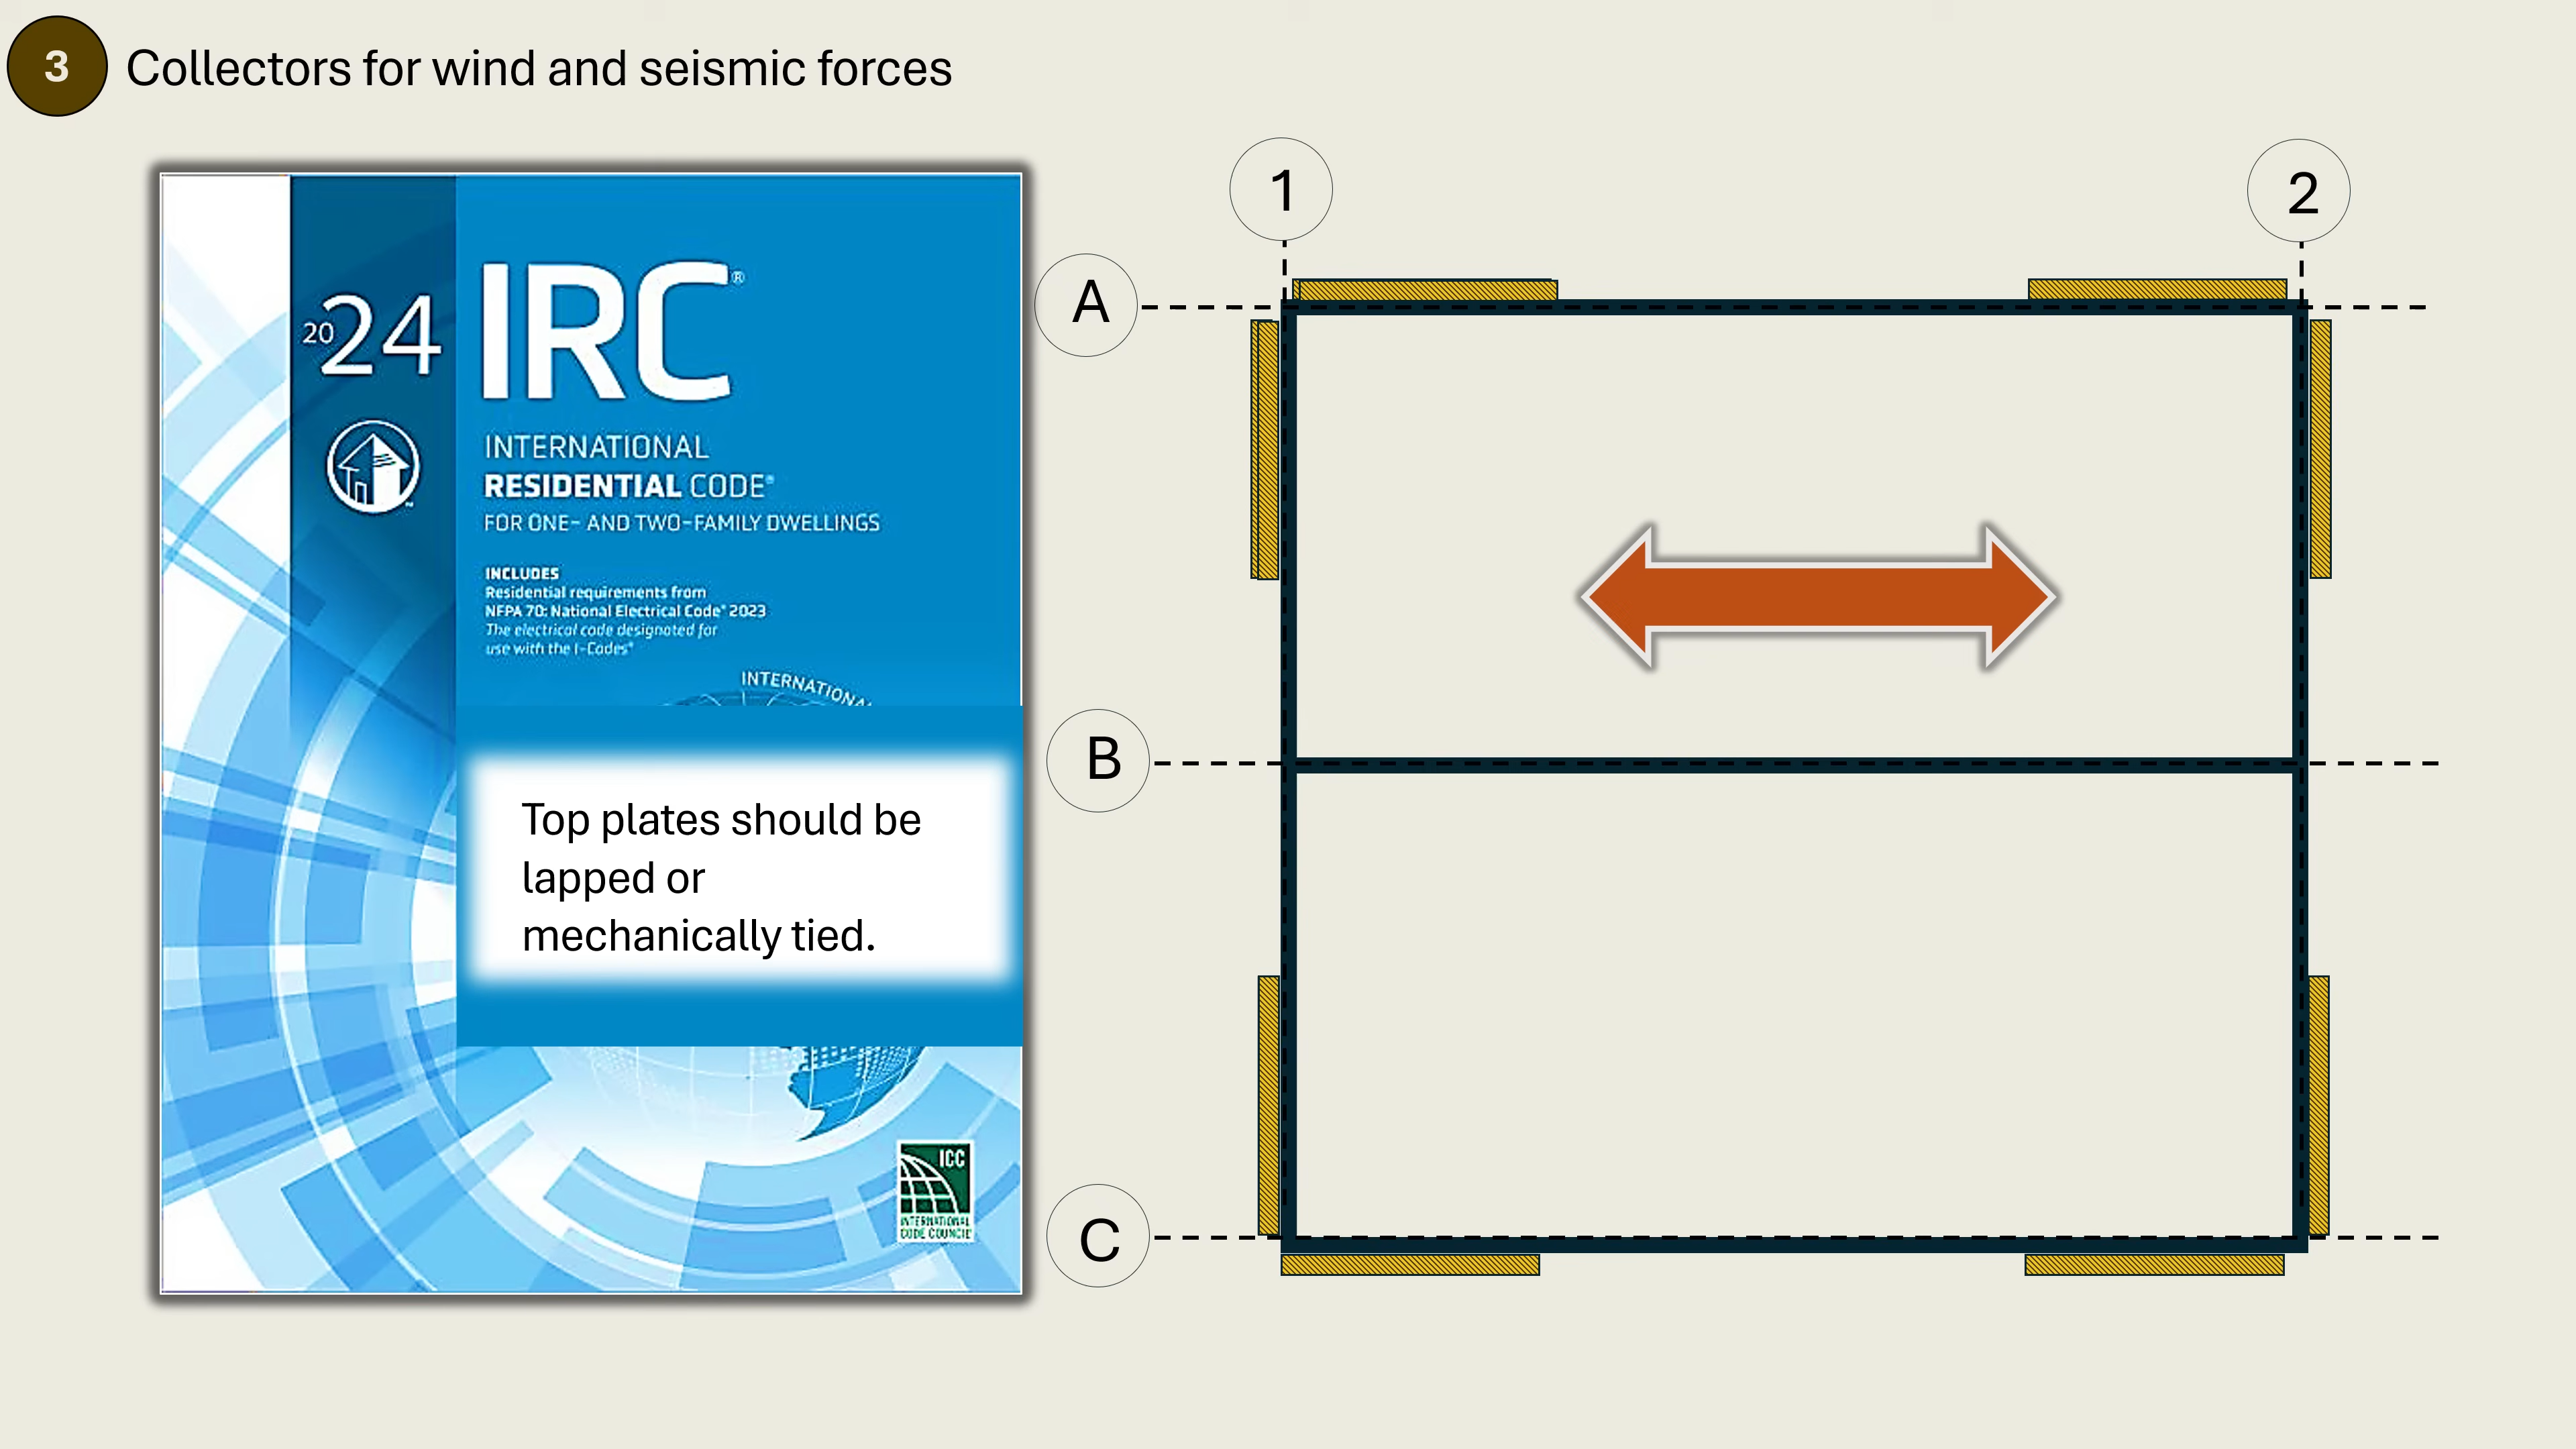 3
Collectors for wind and seismic forces
2024
IRC®
INTERNATIONAL
RESIDENTIAL CODE®
FOR ONE- AND TWO-FAMILY DWELLINGS
INCLUDES
Residential requirements from
NFPA 70: National Electrical Code® 2023
The electrical code designated for
use with the I-Codes®
INTERNATIONAL
Top plates should be
lapped or
mechanically tied.
ICC
INTERNATIONAL
CODE COUNCIL
1
2
A
B
C